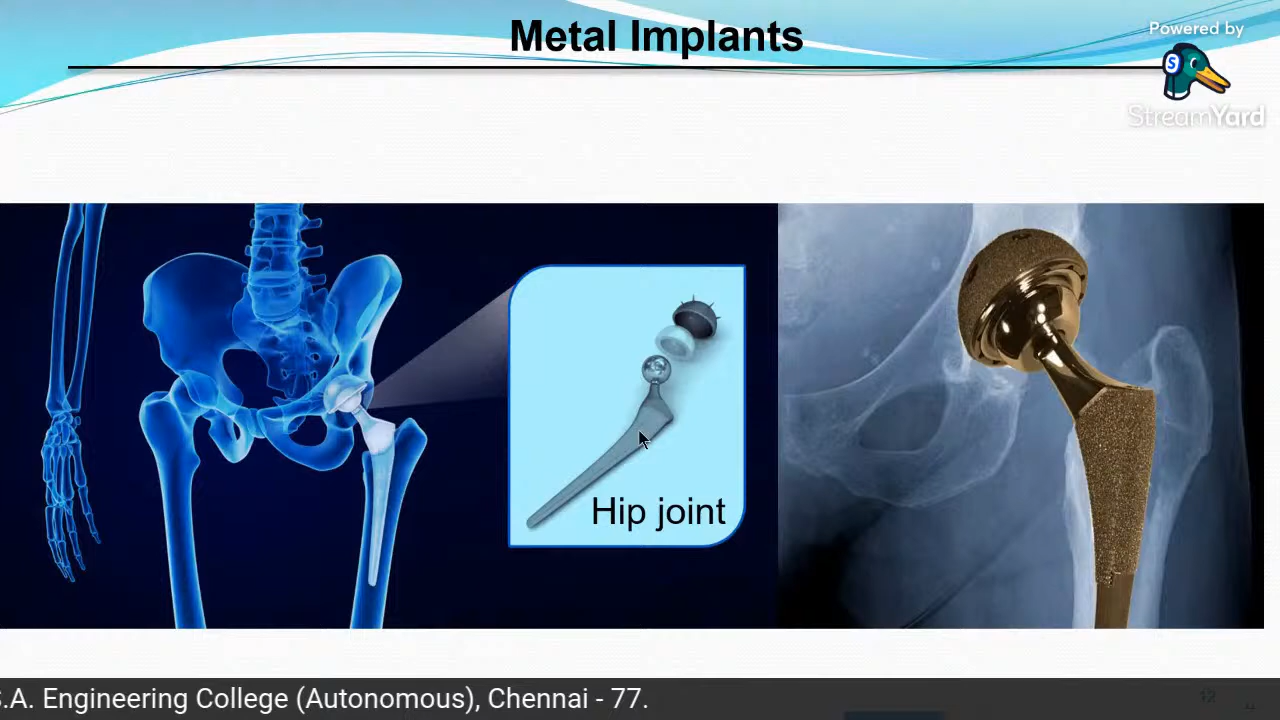 Metal Implants
Powered by
S
StreamYard
Hip joint
.A. Engineering College (Autonomous), Chennai - 77.